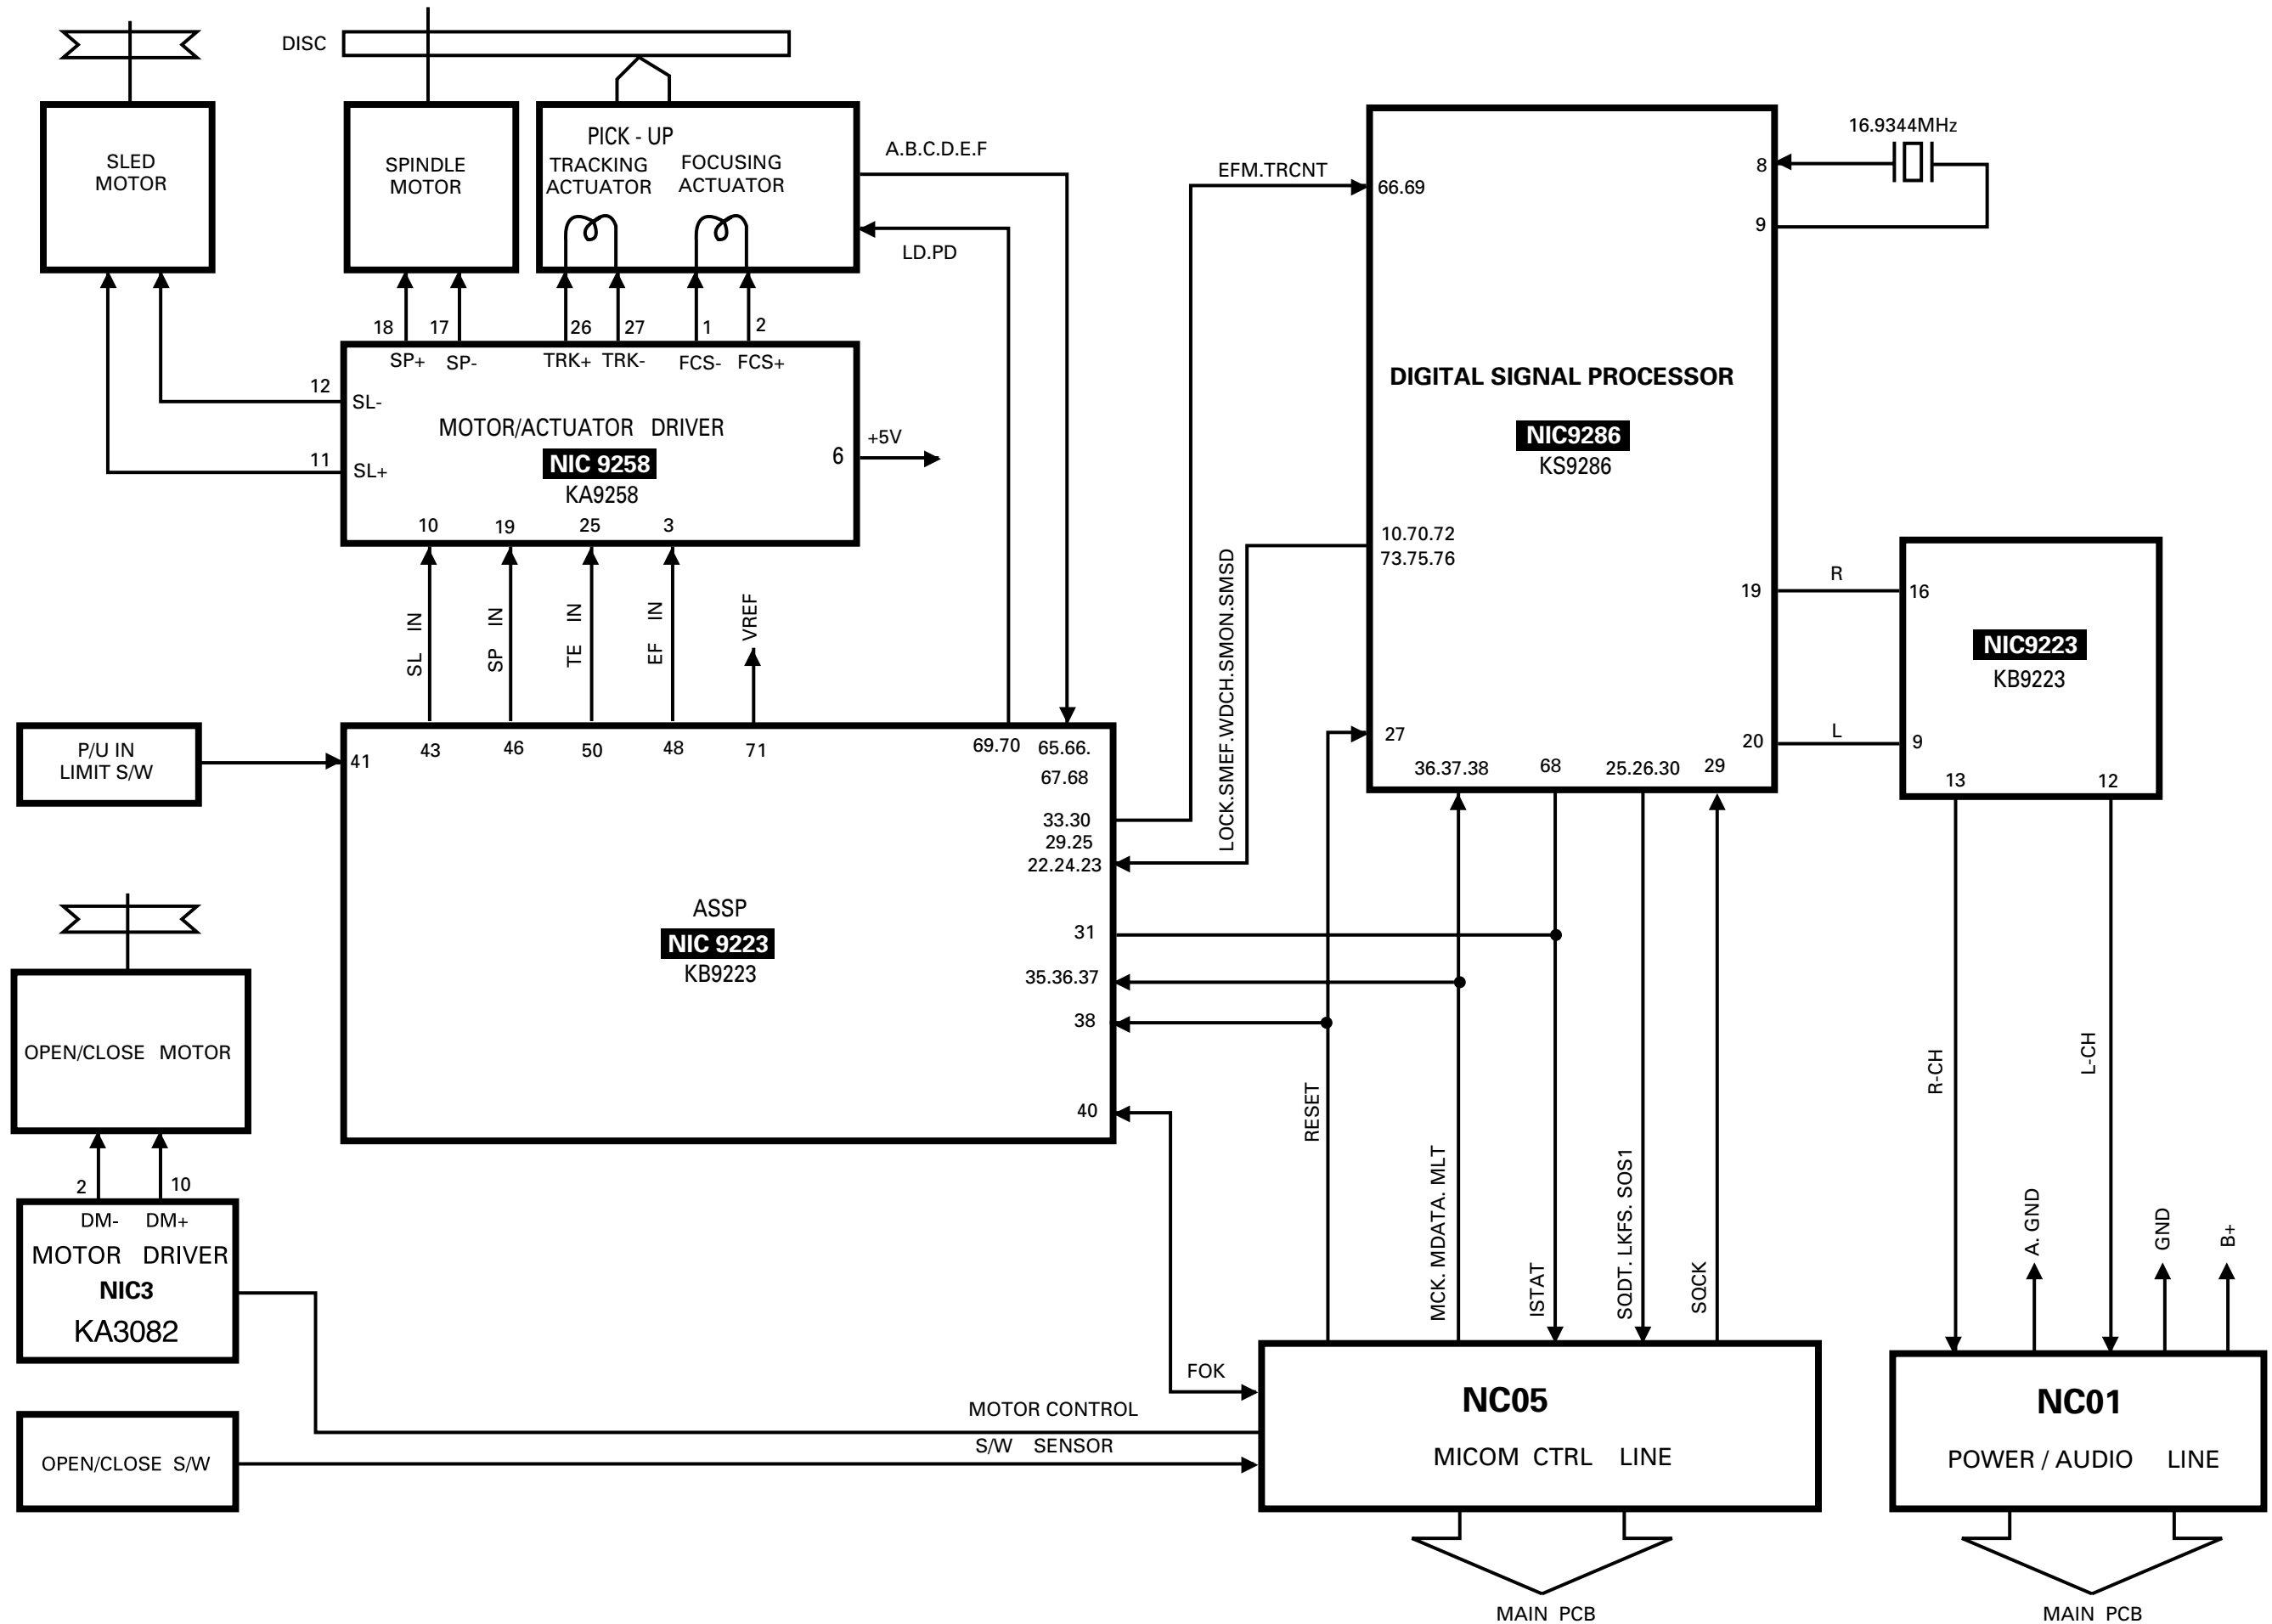 DISC
SLED
MOTOR
SPINDLE
MOTOR
PICK - UP
TRACKING
ACTUATOR
FOCUSING
ACTUATOR
A.B.C.D.E.F
LD.PD
18
17
26
27
1
2
SP+
SP-
TRK+
TRK-
FCS-
FCS+
12
SL-
11
SL+
MOTOR/ACTUATOR DRIVER
NIC 9258
KA9258
6
+5V
10
19
25
3
SL IN
SP IN
TE IN
EF IN
VREF
P/U IN
LIMIT S/W
41
43
46
50
48
71
69.70
65.66.
67.68
33.30
29.25
22.24.23
31
35.36.37
38
40
ASSP
NIC 9223
KB9223
EFM.TRCNT
66.69
LOCK.SMEF.WDCH.SMON.SMSD
10.70.72
73.75.76
27
36.37.38
68
25.26.30
29
DIGITAL SIGNAL PROCESSOR
NIC9286
KS9286
8
9
16.9344MHz
19
R
16
20
L
9
NIC9223
KB9223
13
12
R-CH
L-CH
A. GND
GND
B+
OPEN/CLOSE MOTOR
2
10
DM-
DM+
MOTOR DRIVER
NIC3
KA3082
OPEN/CLOSE S/W
RESET
MCK. MDATA. MLT
ISTAT
SQDT. LKFS. SOS1
SQCK
FOK
MOTOR CONTROL
S/W SENSOR
NC05
MICOM CTRL LINE
NC01
POWER / AUDIO LINE
MAIN PCB
MAIN PCB